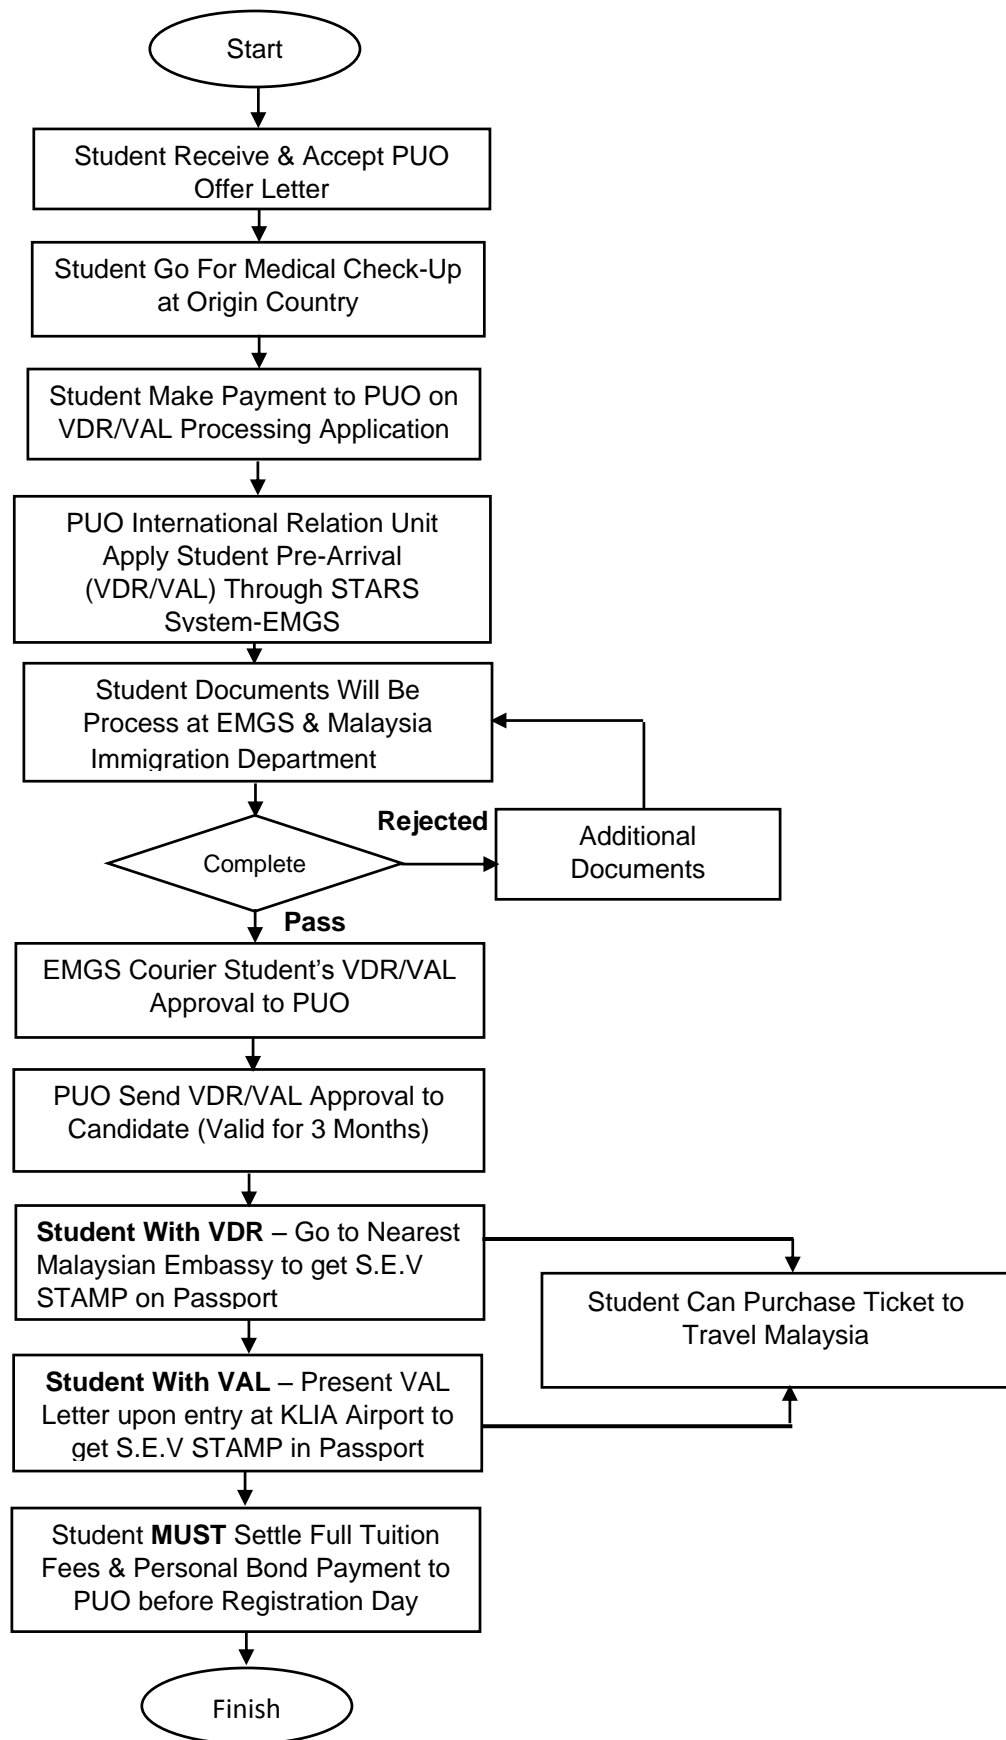 Start
Student Receive & Accept PUO
Offer Letter
Student Go For Medical Check-Up
at Origin Country
Student Make Payment to PUO on
VDR/VAL Processing Application
PUO International Relation Unit
Apply Student Pre-Arrival
(VDR/VAL) Through STARS
System-EMGS
Student Documents Will Be
Process at EMGS & Malaysia
Immigration Department
Rejected
Additional
Documents
Complete
Pass
EMGS Courier Student’s VDR/VAL
Approval to PUO
PUO Send VDR/VAL Approval to
Candidate (Valid for 3 Months)
Student With VDR – Go to Nearest
Malaysian Embassy to get S.E.V
STAMP on Passport
Student Can Purchase Ticket to
Travel Malaysia
Student With VAL – Present VAL
Letter upon entry at KLIA Airport to
get S.E.V STAMP in Passport
Student MUST Settle Full Tuition
Fees & Personal Bond Payment to
PUO before Registration Day
Finish